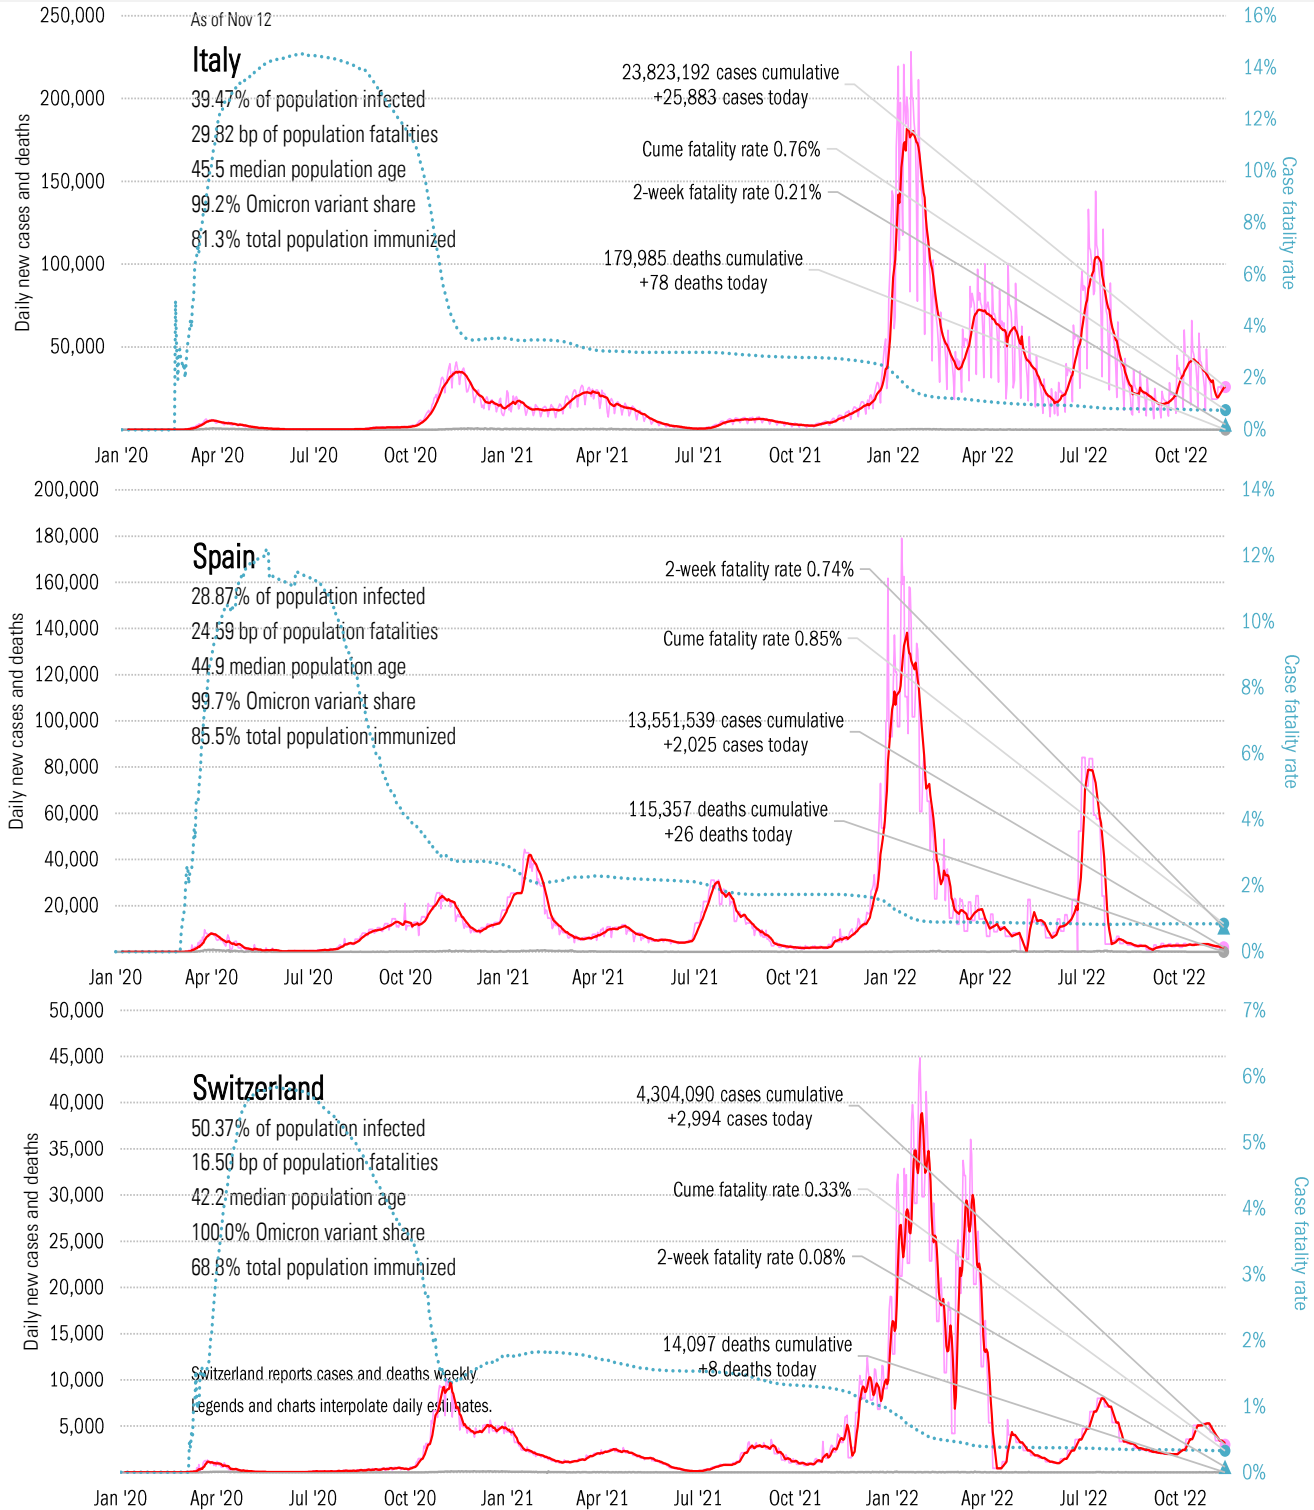 250,000
As of Nov 12
16%
Italy
14%
23,823,192 cases cumulative
+25,883 cases today
39.47% of population infected
200,000
12%
29.82 bp of population fatalities
Cume fatality rate 0.76%
45.5 median population age
150,000
10%
2-week fatality rate 0.21%
99.2% Omicron variant share
8%
81.3% total population immunized
179,985 deaths cumulative
+78 deaths today
100,000
6%
4%
50,000
2%
0%
Daily new cases and deaths
Case fatality rate
Jan '20 Apr '20 Jul '20 Oct '20 Jan '21 Apr '21 Jul '21 Oct '21 Jan '22 Apr '22 Jul '22 Oct '22
200,000
14%
180,000
Spain
12%
2-week fatality rate 0.74%
160,000
28.87% of population infected
140,000
10%
24.59 bp of population fatalities
Cume fatality rate 0.85%
44.9 median population age
120,000
8%
99.7% Omicron variant share
100,000
13,551,539 cases cumulative
+2,025 cases today
85.5% total population immunized
80,000
6%
60,000
115,357 deaths cumulative
+26 deaths today
4%
40,000
2%
20,000
0%
Daily new cases and deaths
Case fatality rate
Jan '20 Apr '20 Jul '20 Oct '20 Jan '21 Apr '21 Jul '21 Oct '21 Jan '22 Apr '22 Jul '22 Oct '22
50,000
7%
45,000
6%
Switzerland
40,000
4,304,090 cases cumulative
+2,994 cases today
50.37% of population infected
35,000
5%
16.50 bp of population fatalities
Cume fatality rate 0.33%
42.2 median population age
30,000
4%
100.0% Omicron variant share
25,000
2-week fatality rate 0.08%
68.8% total population immunized
3%
20,000
15,000
2%
14,097 deaths cumulative
+8 deaths today
Switzerland reports cases and deaths weekly
10,000
Legends and charts interpolate daily estimates.
1%
5,000
0%
Daily new cases and deaths
Case fatality rate
Jan '20 Apr '20 Jul '20 Oct '20 Jan '21 Apr '21 Jul '21 Oct '21 Jan '22 Apr '22 Jul '22 Oct '22